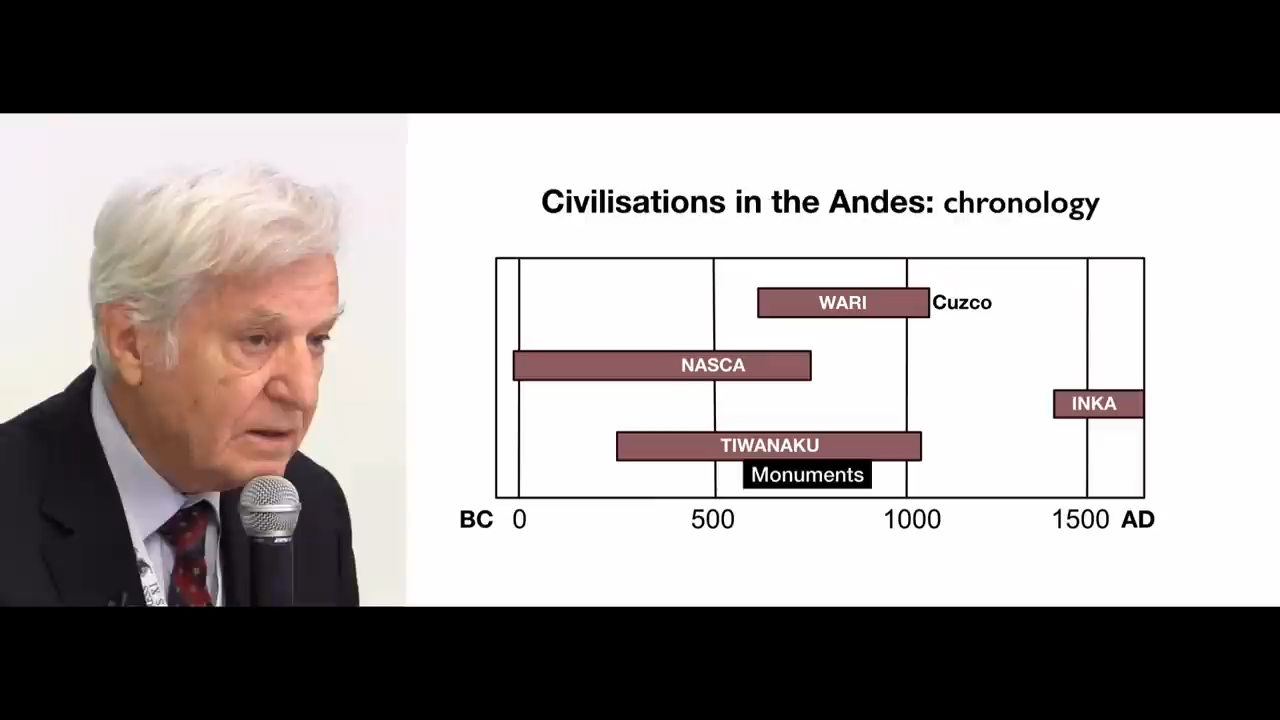 Civilisations in the Andes: chronology
WARI
Cuzco
NASCA
INKA
TIWANAKU
Monuments
BC 0 500 1000 1500 AD